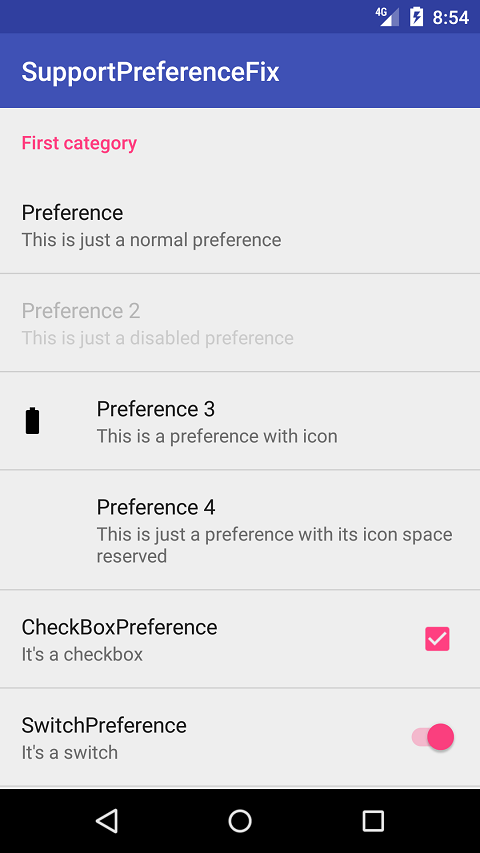 4G 8:54
SupportPreferenceFix
First category
Preference
This is just a normal preference
Preference 2
This is just a disabled preference
Preference 3
This is a preference with icon
Preference 4
This is just a preference with its icon space
reserved
CheckBoxPreference
It's a checkbox
SwitchPreference
It's a switch